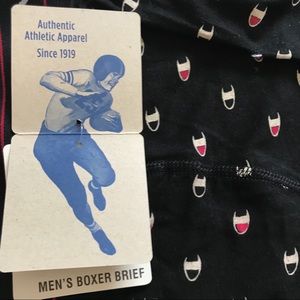 Authentic
Athletic Apparel
Since 1919
MEN'S BOXER BRIEF